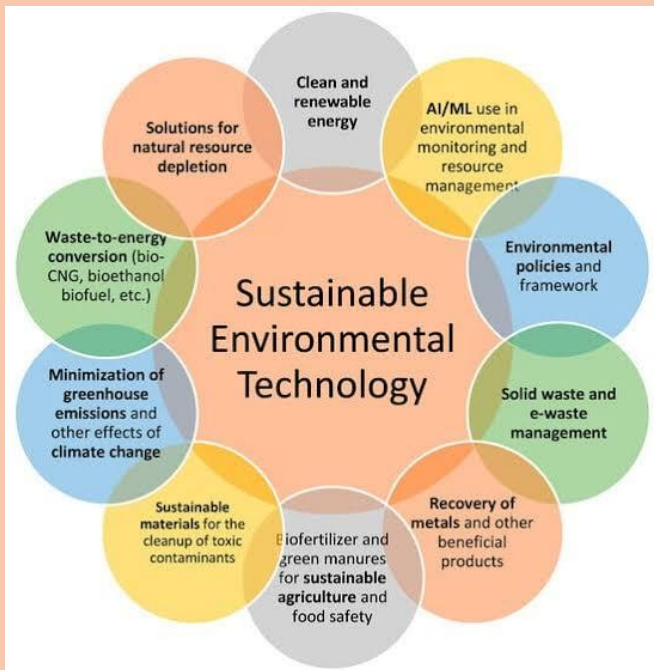 Clean and
renewable
energy
AI/ML use in
environmental
monitoring and
resource
management
Environmental
policies and
framework
Solid waste and
e-waste
management
Recovery of
metals and other
beneficial
products
Biofertilizer and
green manures
for sustainable
agriculture and
food safety
Sustainable
materials for the
cleanup of toxic
contaminants
Minimization of
greenhouse
emissions and
other effects of
climate change
Waste-to-energy
conversion (bio-
CNG, bioethanol
biofuel, etc.)
Solutions for
natural resource
depletion
Sustainable
Environmental
Technology